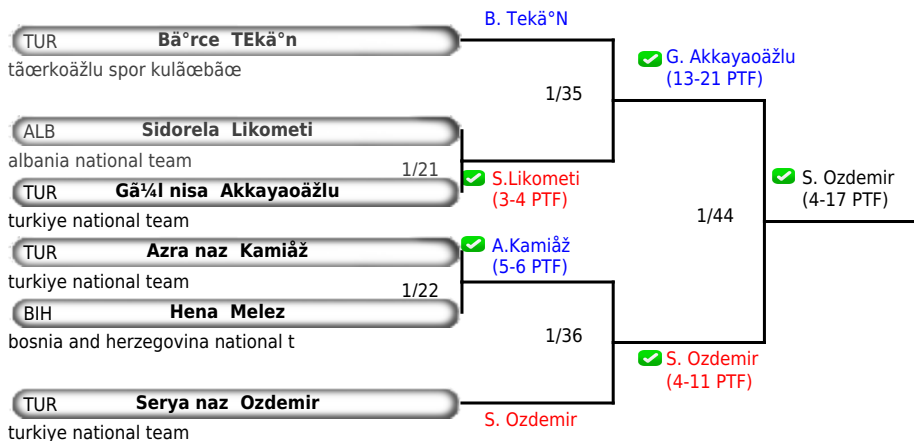 B. Tekä°N
TUR Bä°rce TEkä°n
tãœrkoäžlu spor kulãœbãœ
G. Akkayaoäžlu
(13-21 PTF)
1/35
ALB Sidorela Likometi
albania national team
1/21
S.Likometi
(3-4 PTF)
S. Ozdemir
(4-17 PTF)
TUR Gã¼l nisa Akkayaoäžlu
turkiye national team
1/44
TUR Azra naz Kamiåž
turkiye national team
A.Kamiåž
(5-6 PTF)
1/22
BIH Hena Melez
bosnia and herzegovina national t
1/36
S. Ozdemir
(4-11 PTF)
TUR Serya naz Ozdemir
turkiye national team
S. Ozdemir